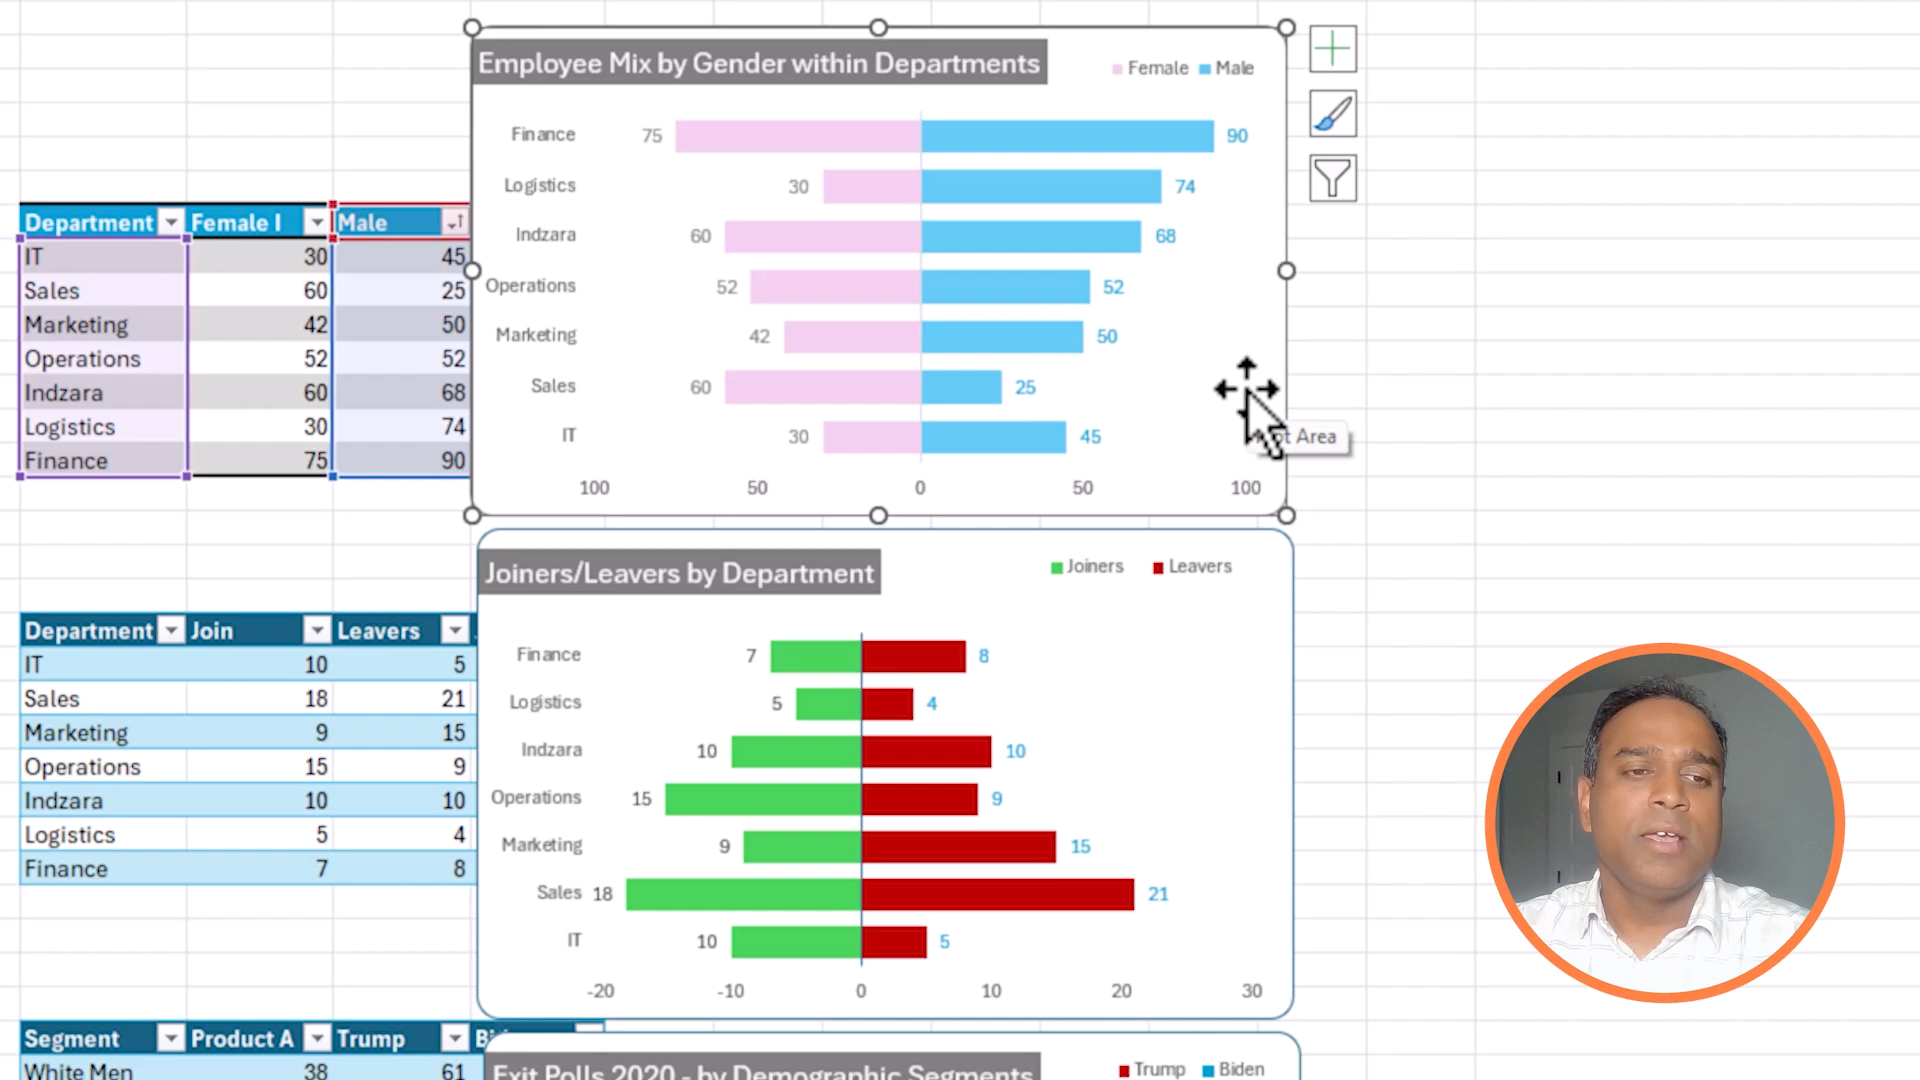 Employee Mix by Gender within Departments
Female Male
Finance 75 90
Logistics 30 74
Indzara 60 68
Operations 52 52
Marketing 42 50
Sales 60 25
IT 30 45
100 50 0 50 100
Area
Department Female I Male
IT 30 45
Sales 60 25
Marketing 42 50
Operations 52 52
Indzara 60 68
Logistics 30 74
Finance 75 90
Joiners/Leavers by Department
Joiners Leavers
Finance 7 8
Logistics 5 4
Indzara 10 10
Operations 15 9
Marketing 9 15
Sales 18 21
IT 10 5
-20 -10 0 10 20 30
Department Join Leavers
IT 10 5
Sales 18 21
Marketing 9 15
Operations 15 9
Indzara 10 10
Logistics 5 4
Finance 7 8
Segment Product A Trump
White Men 38 61
Exit Polls 2020 - by Demographic Segments
Trump Biden